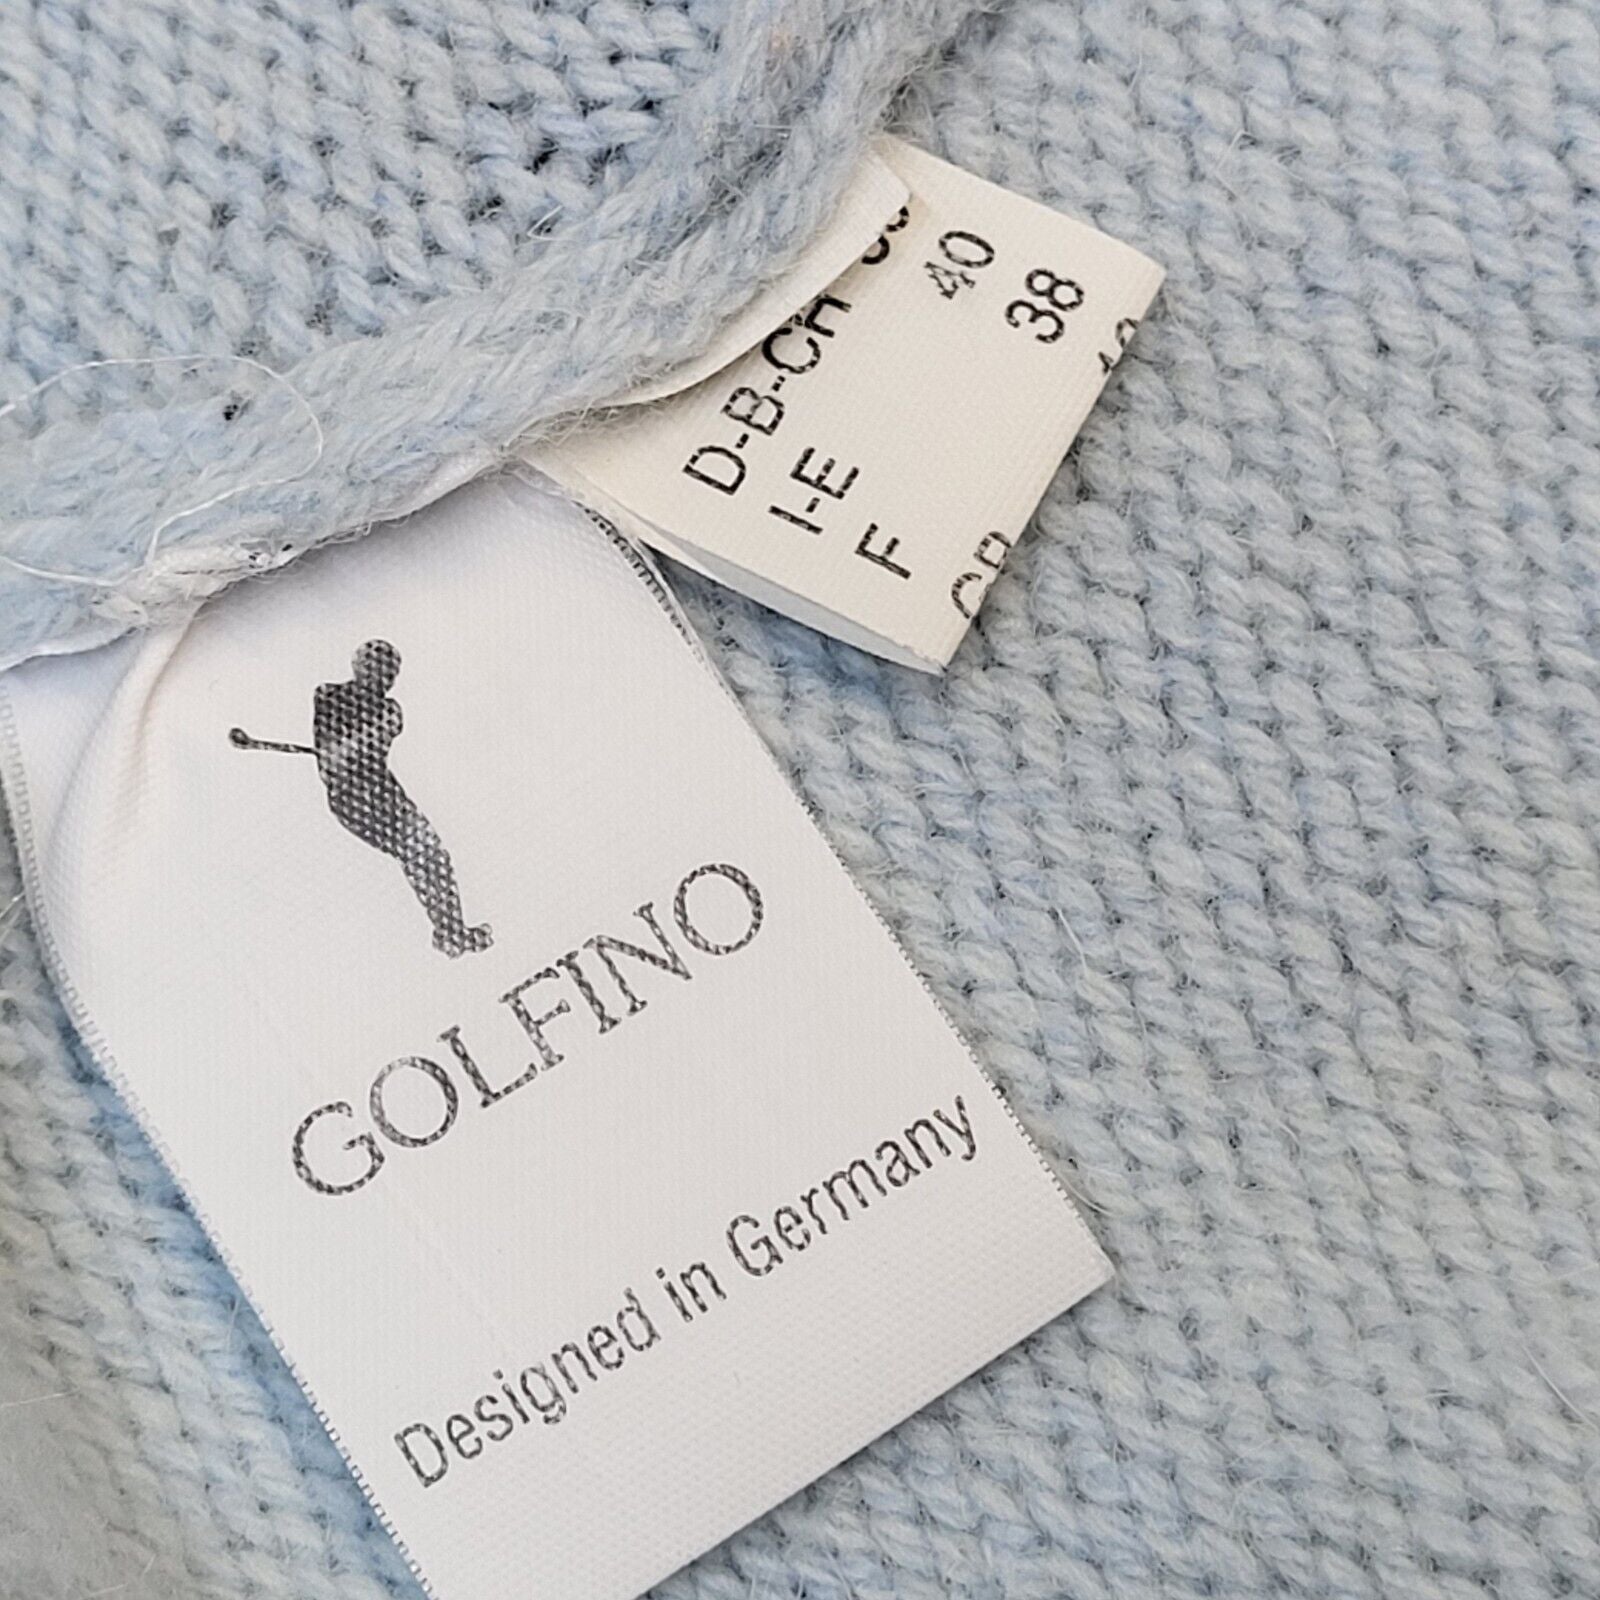 GOLFINO
Designed in Germany
D-B-CH
I-E 40
F 38